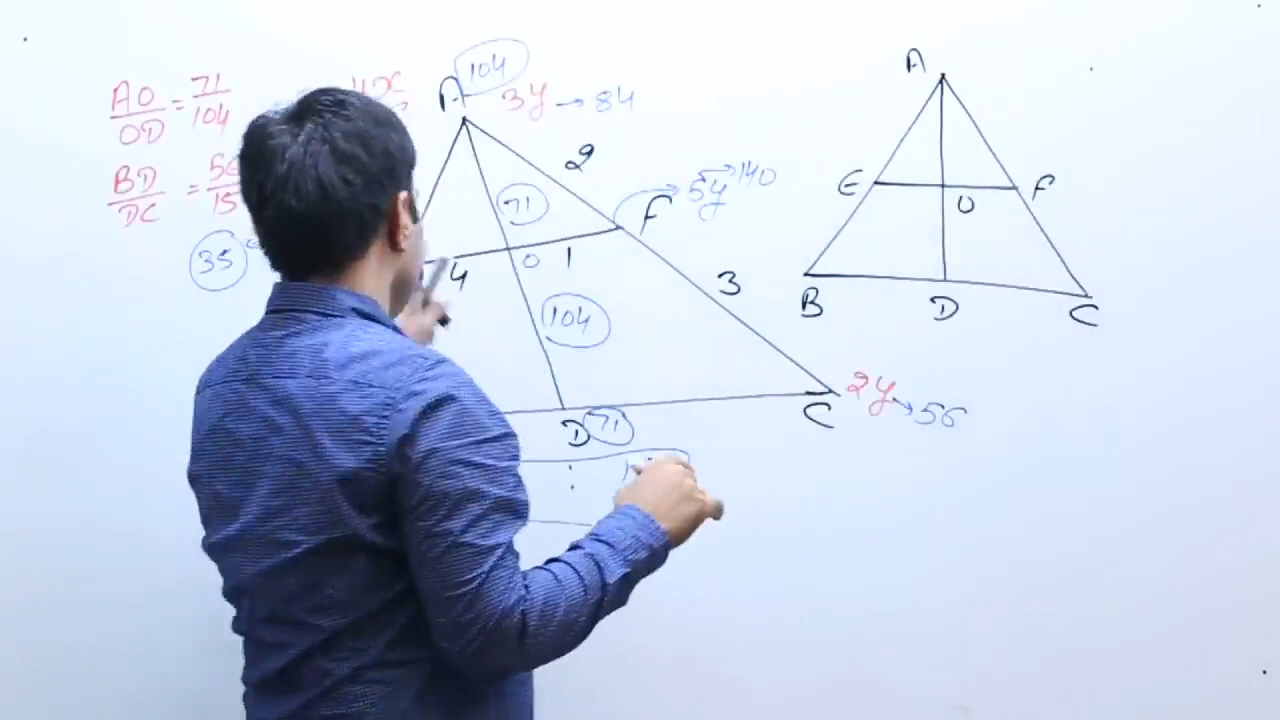 AO/OD = 71/104
BD/DC = 56/15
35
104
A 3y → 84
2
71
F 5y → 140
4 O 1
104
3
D 71
C 2y → 56
:
A
E F
O
B D C